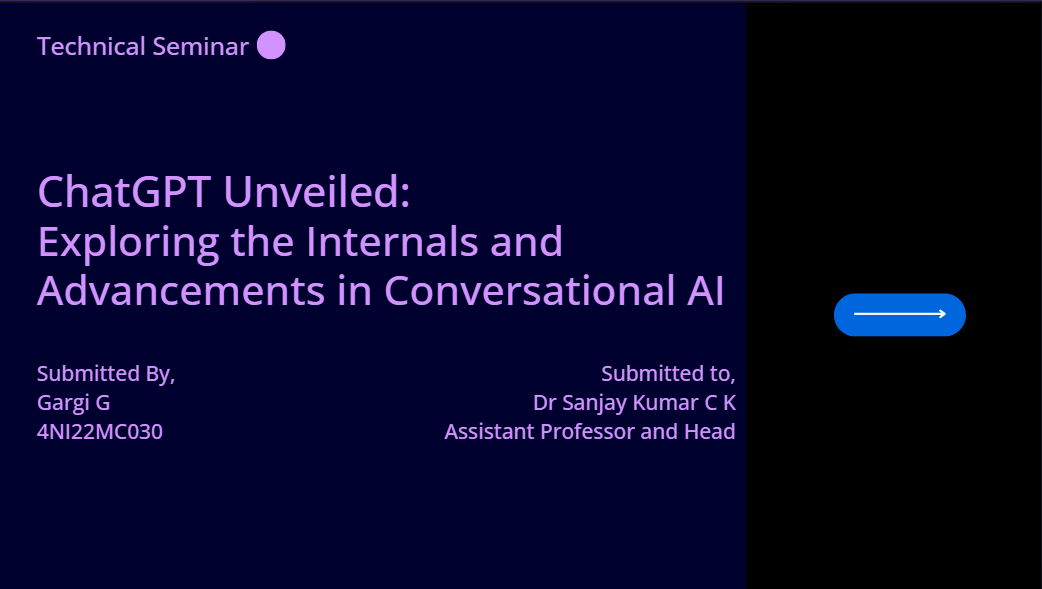 Technical Seminar
ChatGPT Unveiled:
Exploring the Internals and
Advancements in Conversational AI
Submitted By,
Gargi G
4NI22MC030
Submitted to,
Dr Sanjay Kumar C K
Assistant Professor and Head